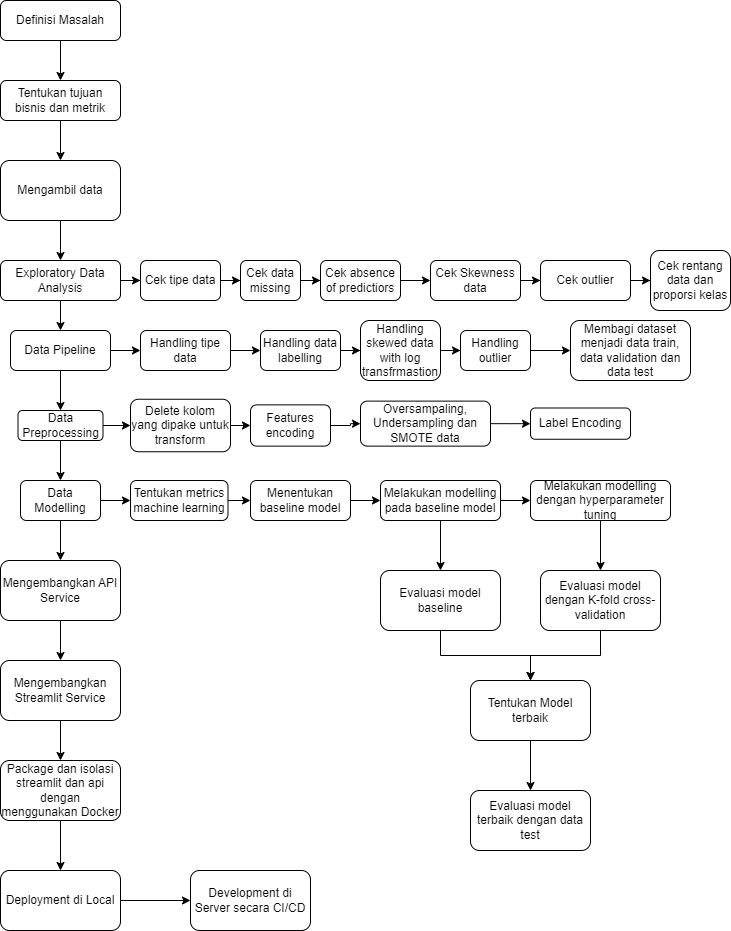 Definisi Masalah
Tentukan tujuan
bisnis dan metrik
Mengambil data
Exploratory Data
Analysis
Cek tipe data
Cek data
missing
Cek absence
of predictiors
Cek Skewness
data
Cek outlier
Cek rentang
data dan
proporsi kelas
Data Pipeline
Handling tipe
data
Handling data
labelling
Handling
skewed data
with log
transfrmastion
Handling
outlier
Membagi dataset
menjadi data train,
data validation dan
data test
Data
Preprocessing
Delete kolom
yang dipake untuk
transform
Features
encoding
Oversampaling,
Undersampling dan
SMOTE data
Label Encoding
Data
Modelling
Tentukan metrics
machine learning
Menentukan
baseline model
Melakukan modelling
pada baseline model
Melakukan modelling
dengan hyperparameter
tuning
Mengembangkan API
Service
Evaluasi model
baseline
Evaluasi model
dengan K-fold cross-
validation
Mengembangkan
Streamlit Service
Tentukan Model
terbaik
Package dan isolasi
streamlit dan api
dengan
menggunakan Docker
Evaluasi model
terbaik dengan data
test
Deployment di Local
Development di
Server secara CI/CD